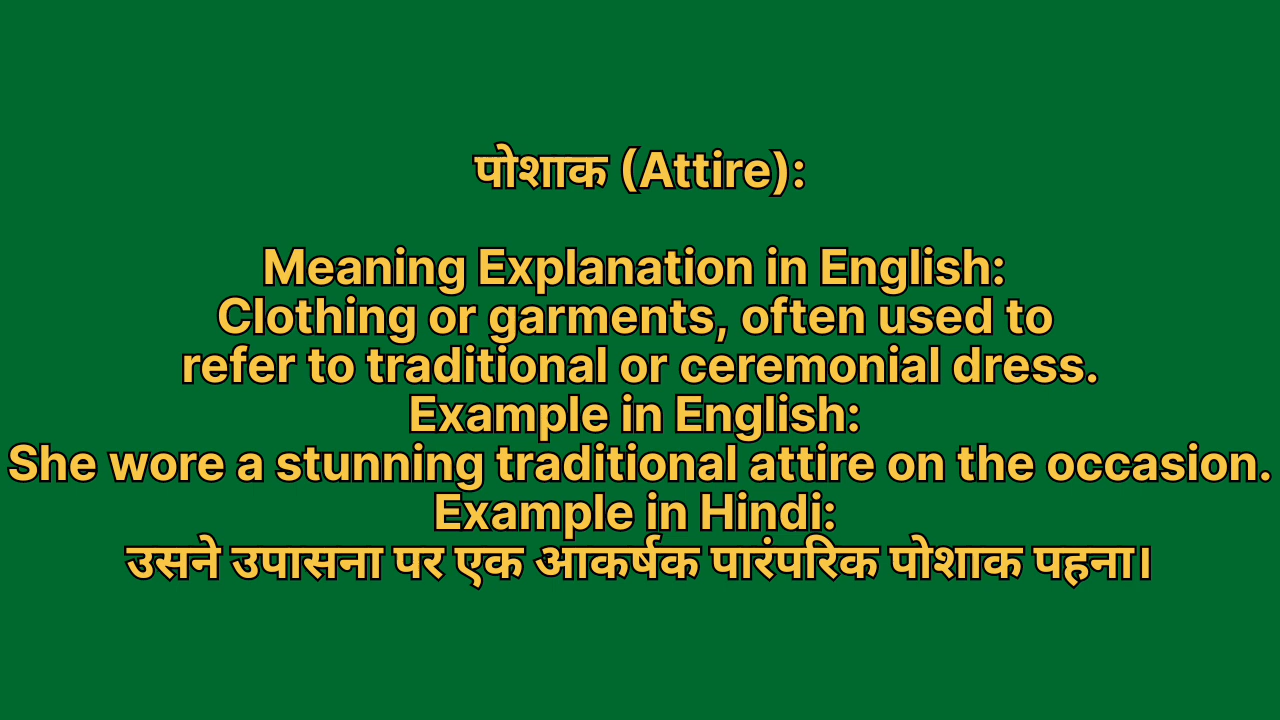 पोशाक (Attire):
Meaning Explanation in English:
Clothing or garments, often used to
refer to traditional or ceremonial dress.
Example in English:
She wore a stunning traditional attire on the occasion.
Example in Hindi:
उसने उपासना पर एक आकर्षक पारंपरिक पोशाक पहना।